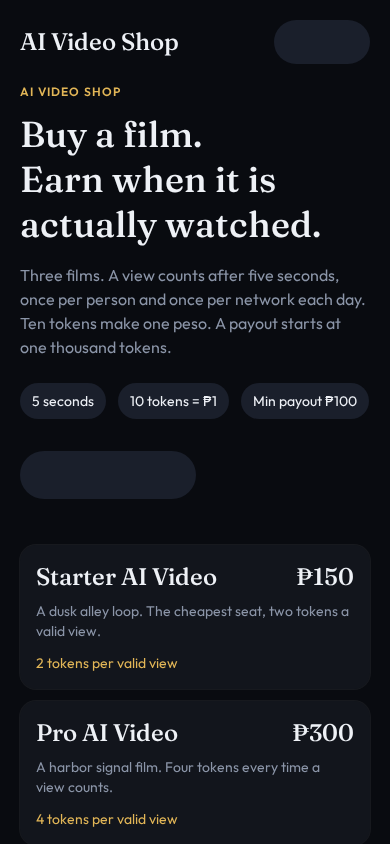 AI Video Shop
AI VIDEO SHOP
Buy a film.
Earn when it is
actually watched.
Three films. A view counts after five seconds,
once per person and once per network each day.
Ten tokens make one peso. A payout starts at
one thousand tokens.
5 seconds
10 tokens = ₱1
Min payout ₱100
Starter AI Video
₱150
A dusk alley loop. The cheapest seat, two tokens a
valid view.
2 tokens per valid view
Pro AI Video
₱300
A harbor signal film. Four tokens every time a
view counts.
4 tokens per valid view